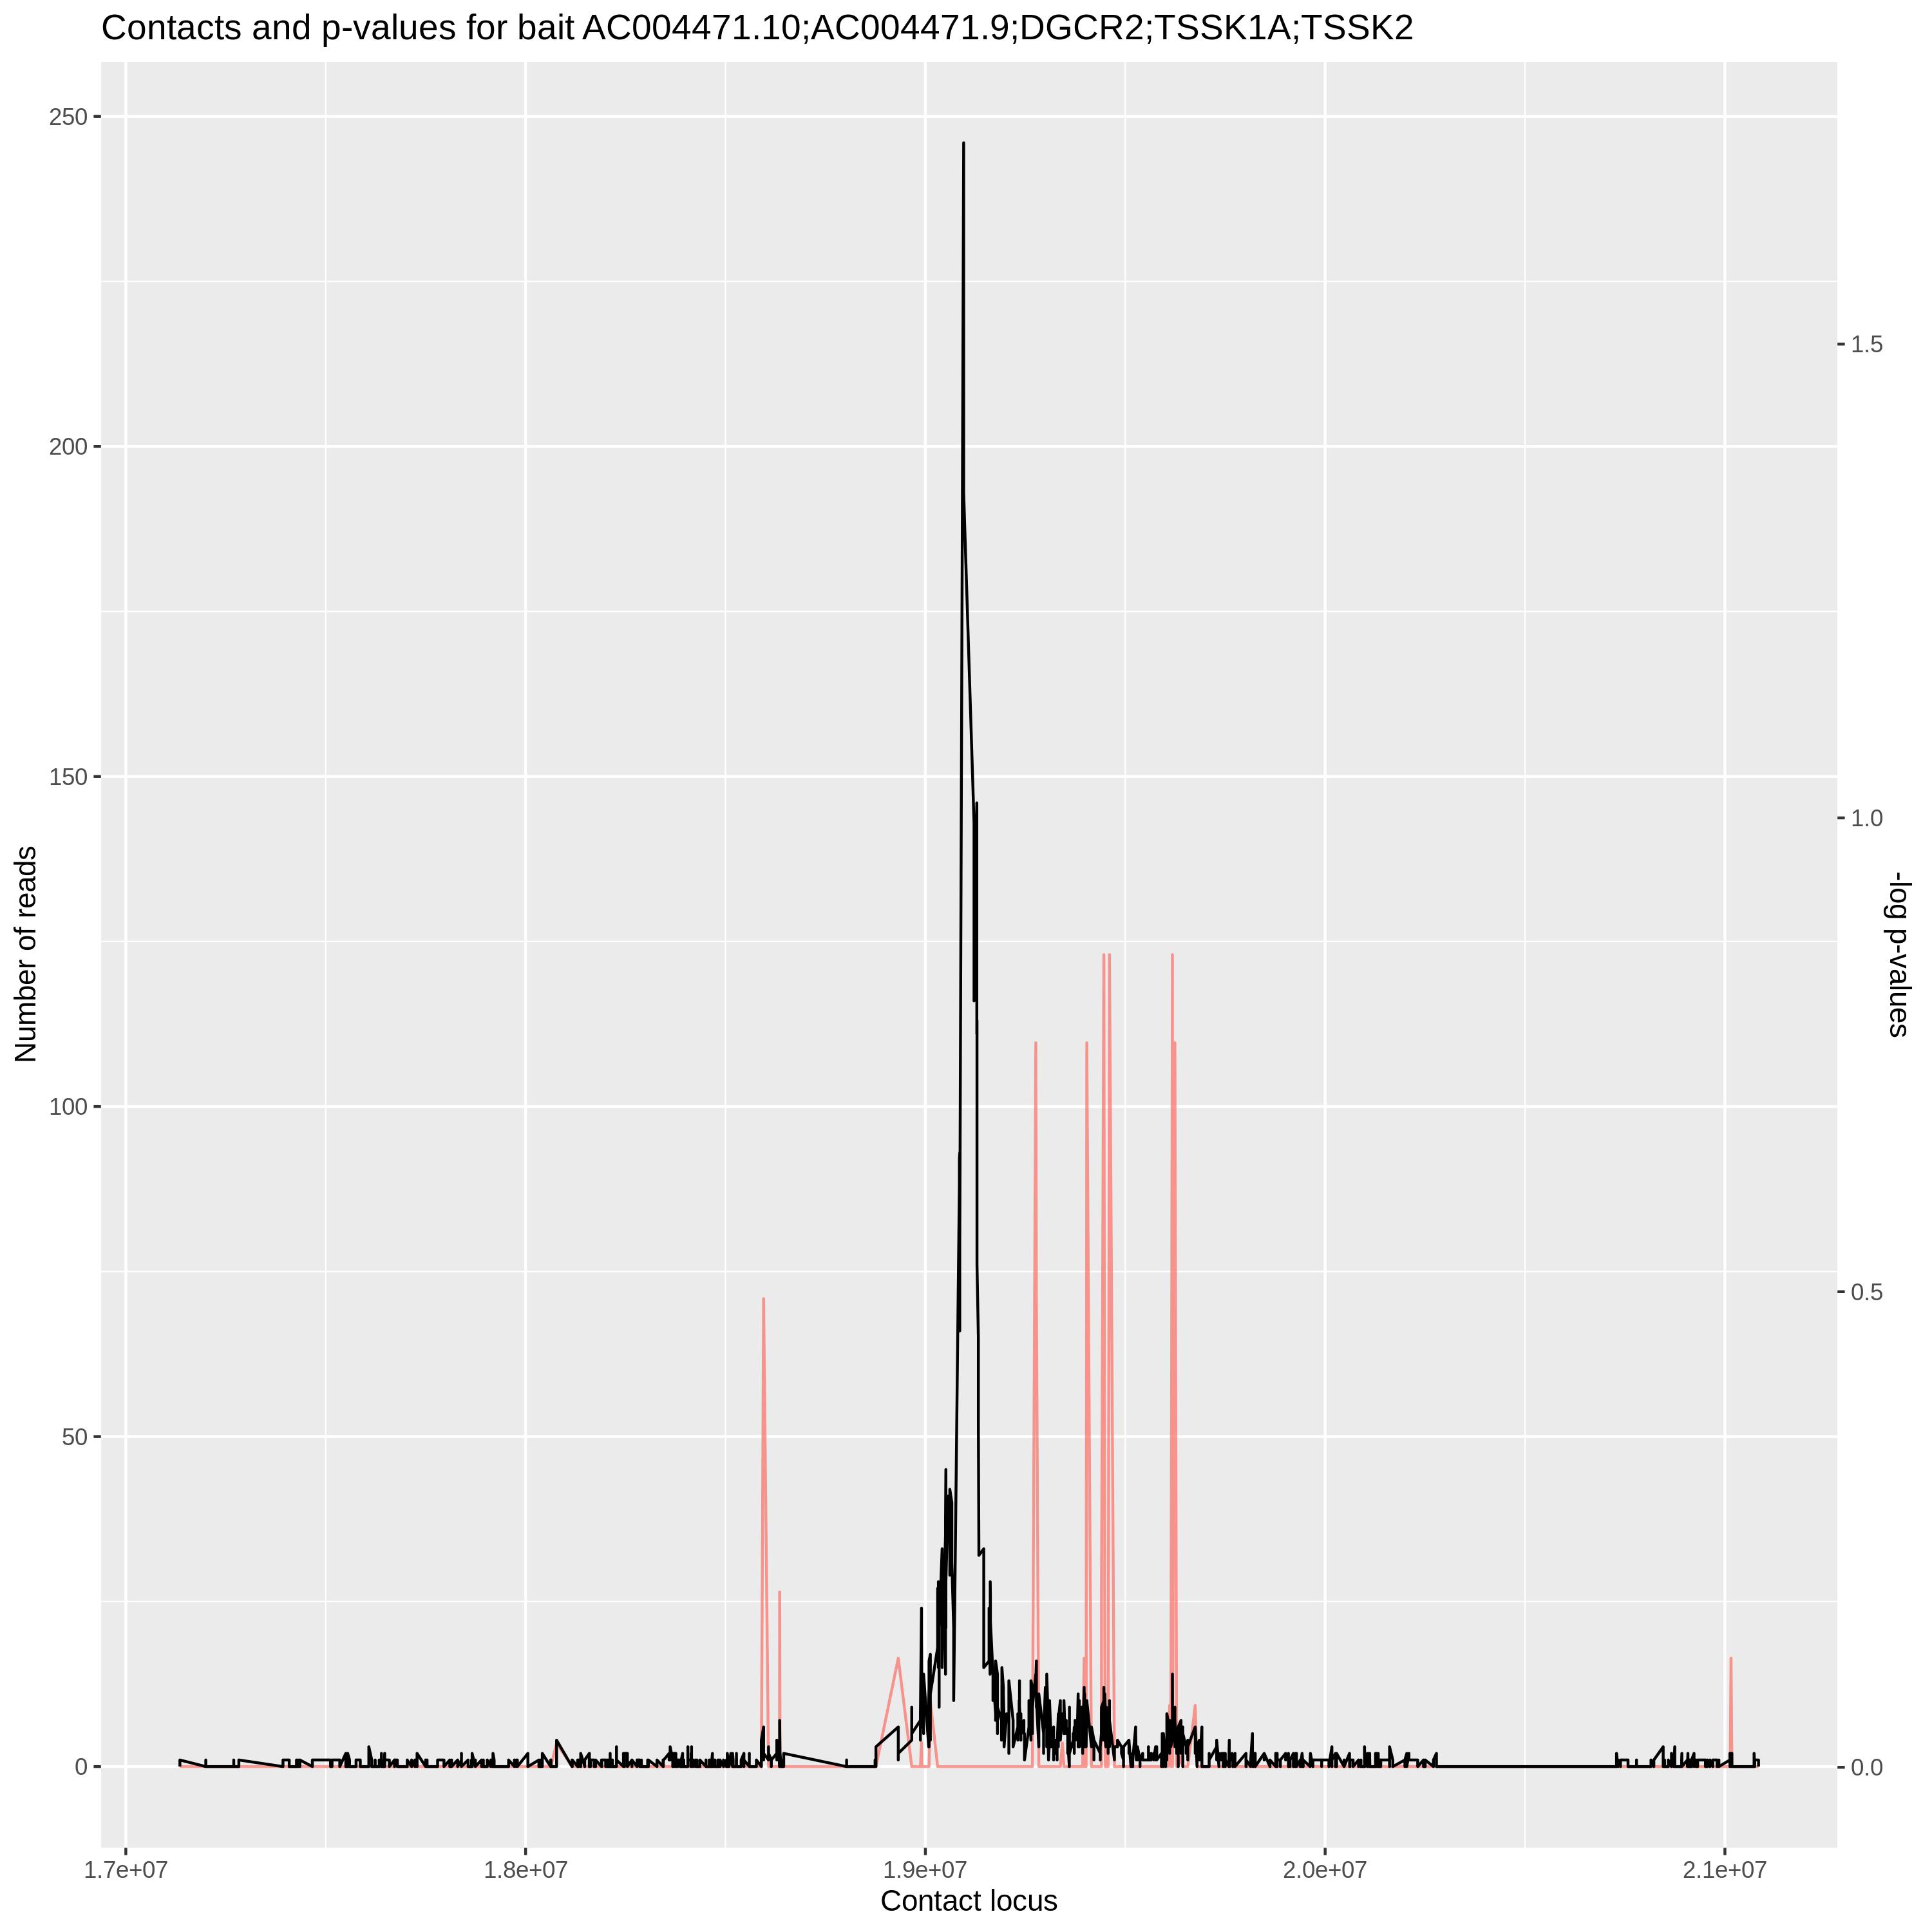 Contacts and p-values for bait AC004471.10;AC004471.9;DGCR2;TSSK1A;TSSK2
250
200
150
100
50
0
Number of reads
1.5
1.0
0.5
0.0
-log p-values
1.7e+07
1.8e+07
1.9e+07
2.0e+07
2.1e+07
Contact locus